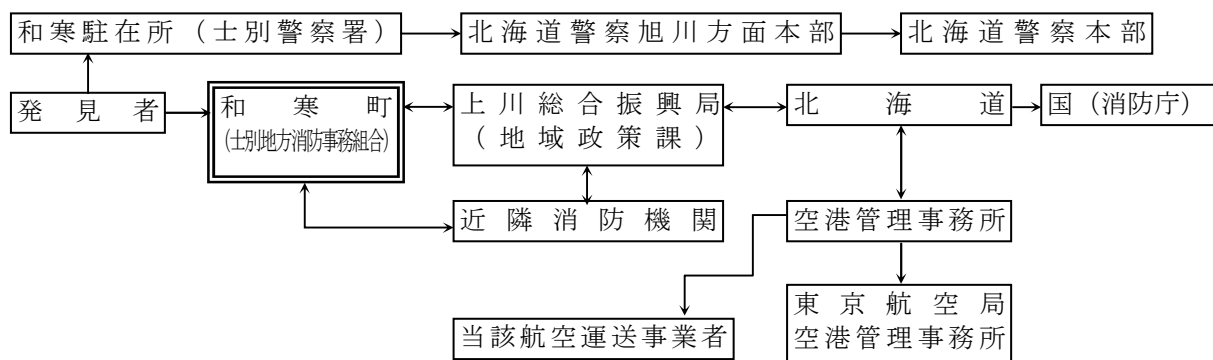 和寒駐在所（士別警察署）
北海道警察旭川方面本部
北海道警察本部
発見者
和寒町
（士別地方消防事務組合）
上川総合振興局
（地域政策課）
北海道
国（消防庁）
近隣消防機関
空港管理事務所
当該航空運送事業者
東京航空局
空港管理事務所